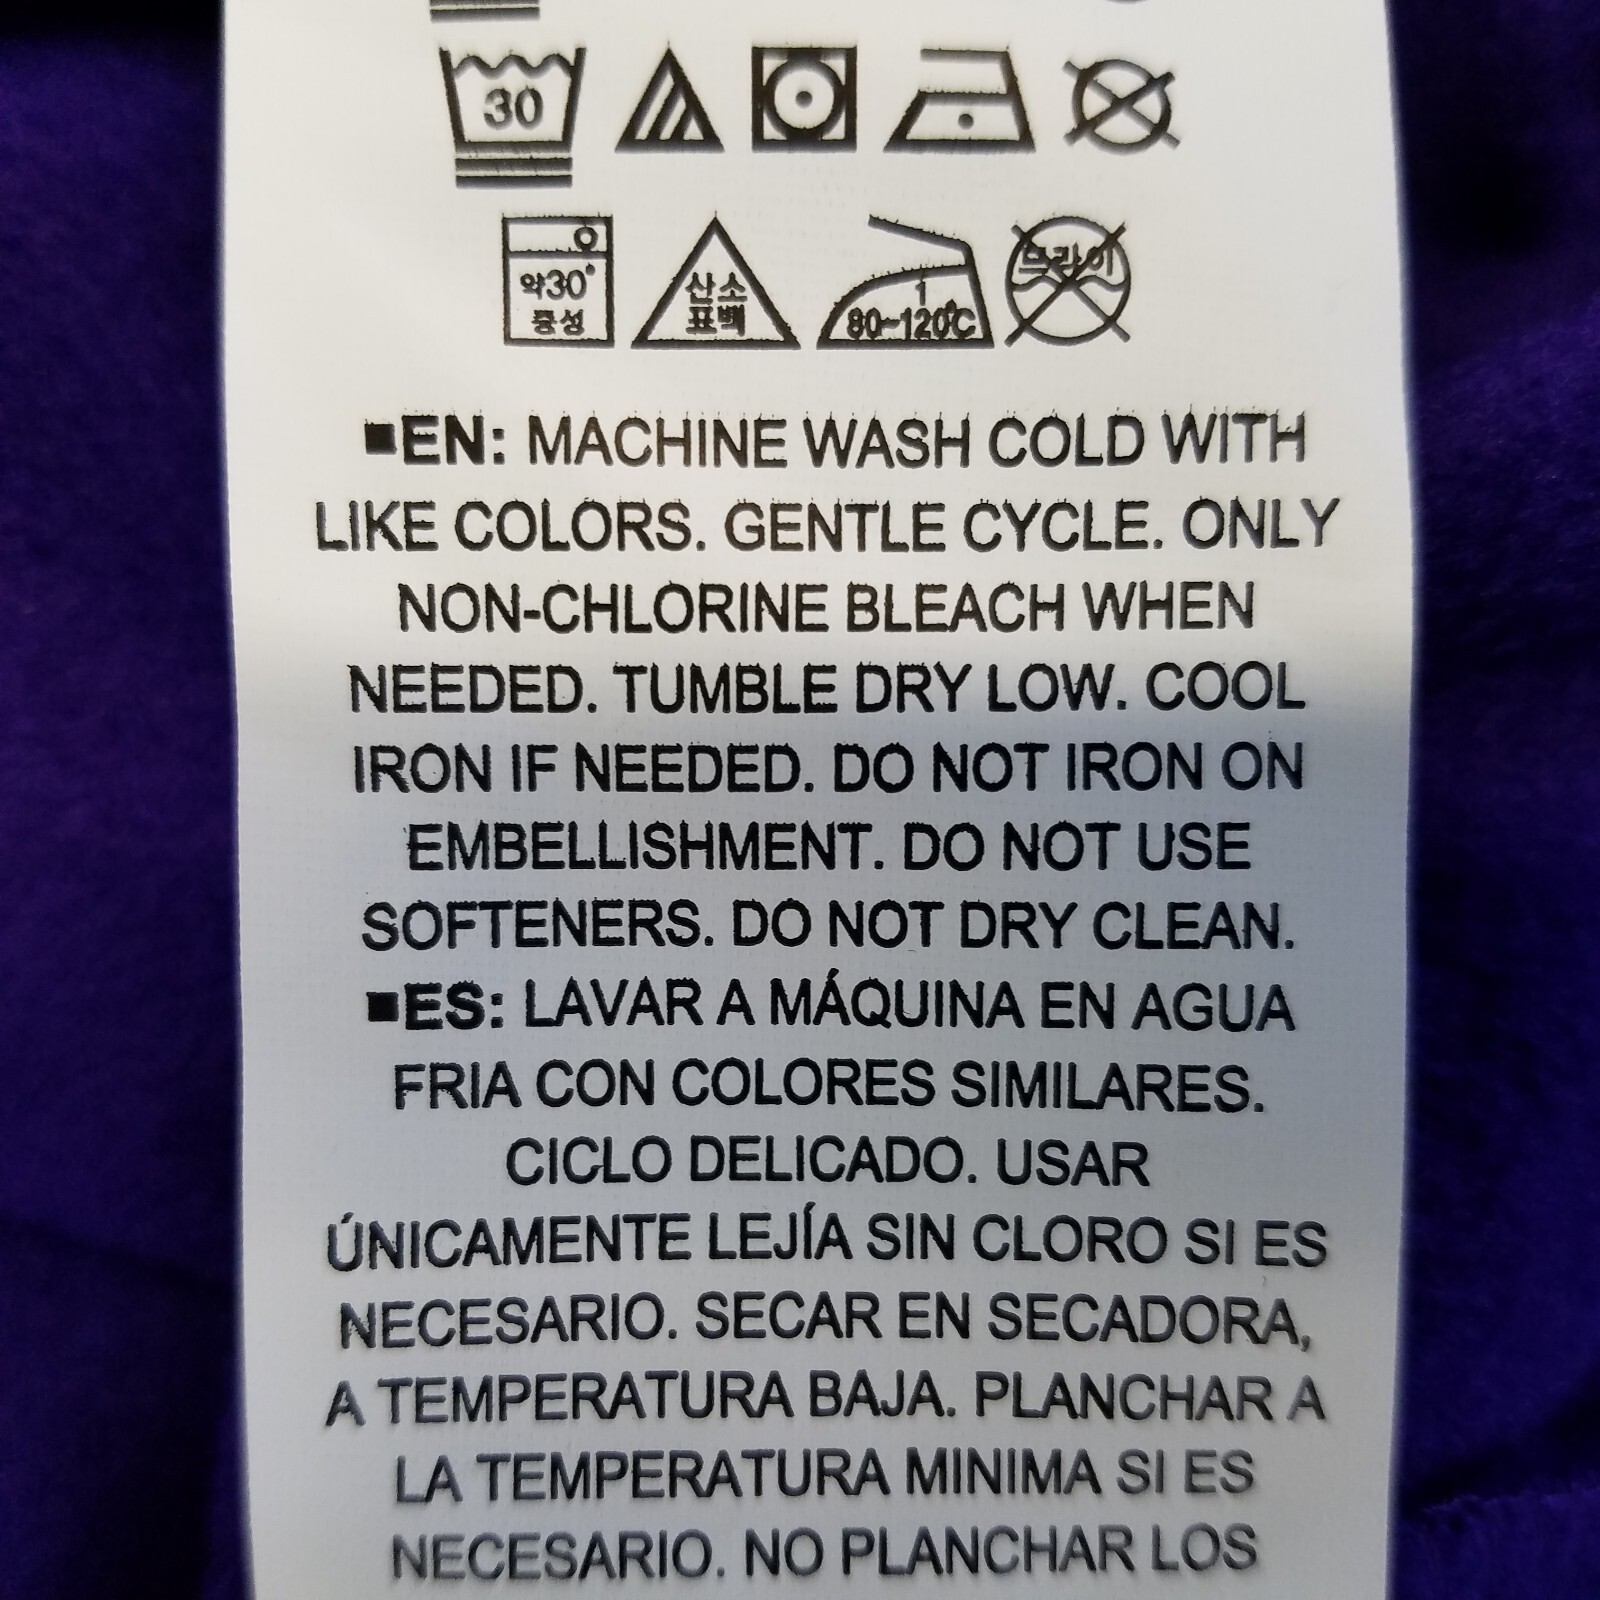 30
약30°
중성
산소
표백
1
80~120℃
드라이
■EN: MACHINE WASH COLD WITH
LIKE COLORS. GENTLE CYCLE. ONLY
NON-CHLORINE BLEACH WHEN
NEEDED. TUMBLE DRY LOW. COOL
IRON IF NEEDED. DO NOT IRON ON
EMBELLISHMENT. DO NOT USE
SOFTENERS. DO NOT DRY CLEAN.
■ES: LAVAR A MÁQUINA EN AGUA
FRIA CON COLORES SIMILARES.
CICLO DELICADO. USAR
ÚNICAMENTE LEJÍA SIN CLORO SI ES
NECESARIO. SECAR EN SECADORA,
A TEMPERATURA BAJA. PLANCHAR A
LA TEMPERATURA MINIMA SI ES
NECESARIO. NO PLANCHAR LOS